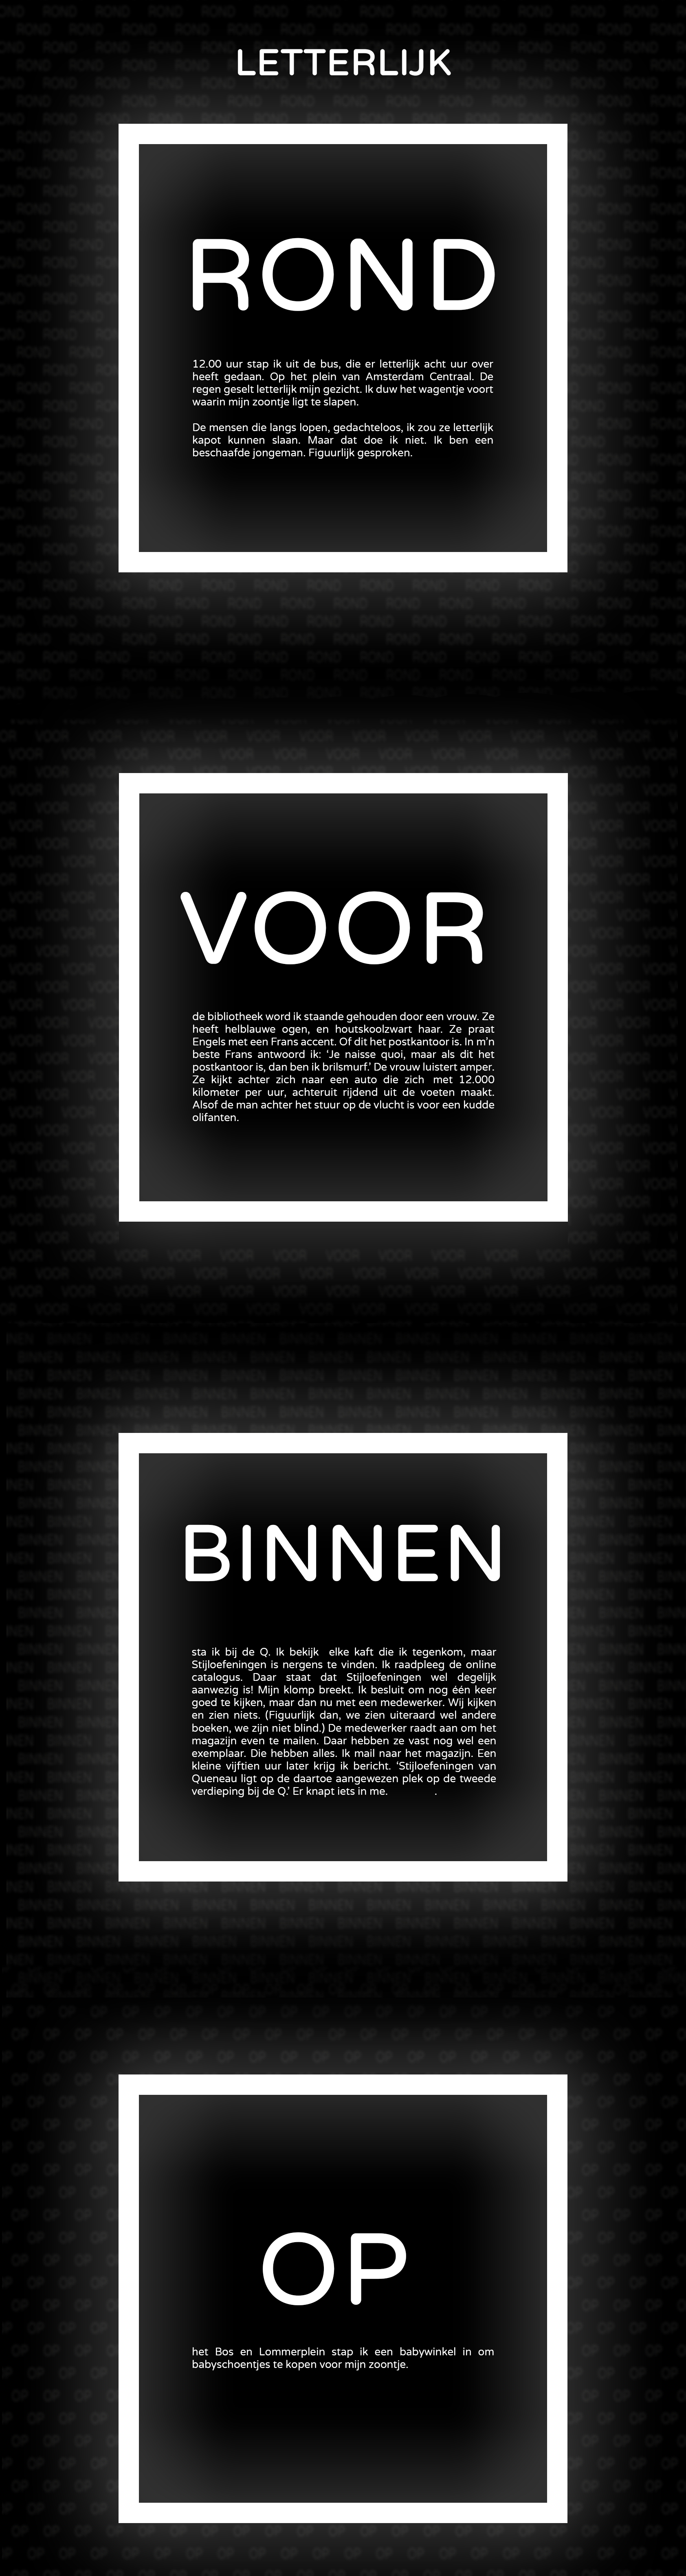 LETTERLIJK
ROND
12.00 uur stap ik uit de bus, die er letterlijk acht uur over
heeft gedaan. Op het plein van Amsterdam Centraal. De
regen geselt letterlijk mijn gezicht. Ik duw het wagentje voort
waarin mijn zoontje ligt te slapen.
De mensen die langs lopen, gedachteloos, ik zou ze letterlijk
kapot kunnen slaan. Maar dat doe ik niet. Ik ben een
beschaafde jongeman. Figuurlijk gesproken.
VOOR
de bibliotheek word ik staande gehouden door een vrouw. Ze
heeft helblauwe ogen, en houtskoolzwart haar. Ze praat
Engels met een Frans accent. Of dit het postkantoor is. In m'n
beste Frans antwoord ik: 'Je naisse quoi, maar als dit het
postkantoor is, dan ben ik brilsmurf.' De vrouw luistert amper.
Ze kijkt achter zich naar een auto die zich met 12.000
kilometer per uur, achteruit rijdend uit de voeten maakt.
Alsof de man achter het stuur op de vlucht is voor een kudde
olifanten.
BINNEN
sta ik bij de Q. Ik bekijk elke kaft die ik tegenkom, maar
Stijloefeningen is nergens te vinden. Ik raadpleeg de online
catalogus. Daar staat dat Stijloefeningen wel degelijk
aanwezig is! Mijn klomp breekt. Ik besluit om nog één keer
goed te kijken, maar dan nu met een medewerker. Wij kijken
en zien niets. (Figuurlijk dan, we zien uiteraard wel andere
boeken, we zijn niet blind.) De medewerker raadt aan om het
magazijn even te mailen. Daar hebben ze vast nog wel een
exemplaar. Die hebben alles. Ik mail naar het magazijn. Een
kleine vijftien uur later krijg ik bericht. 'Stijloefeningen van
Queneau ligt op de daartoe aangewezen plek op de tweede
verdieping bij de Q.' Er knapt iets in me. .
OP
het Bos en Lommerplein stap ik een babywinkel in om
babyschoentjes te kopen voor mijn zoontje.